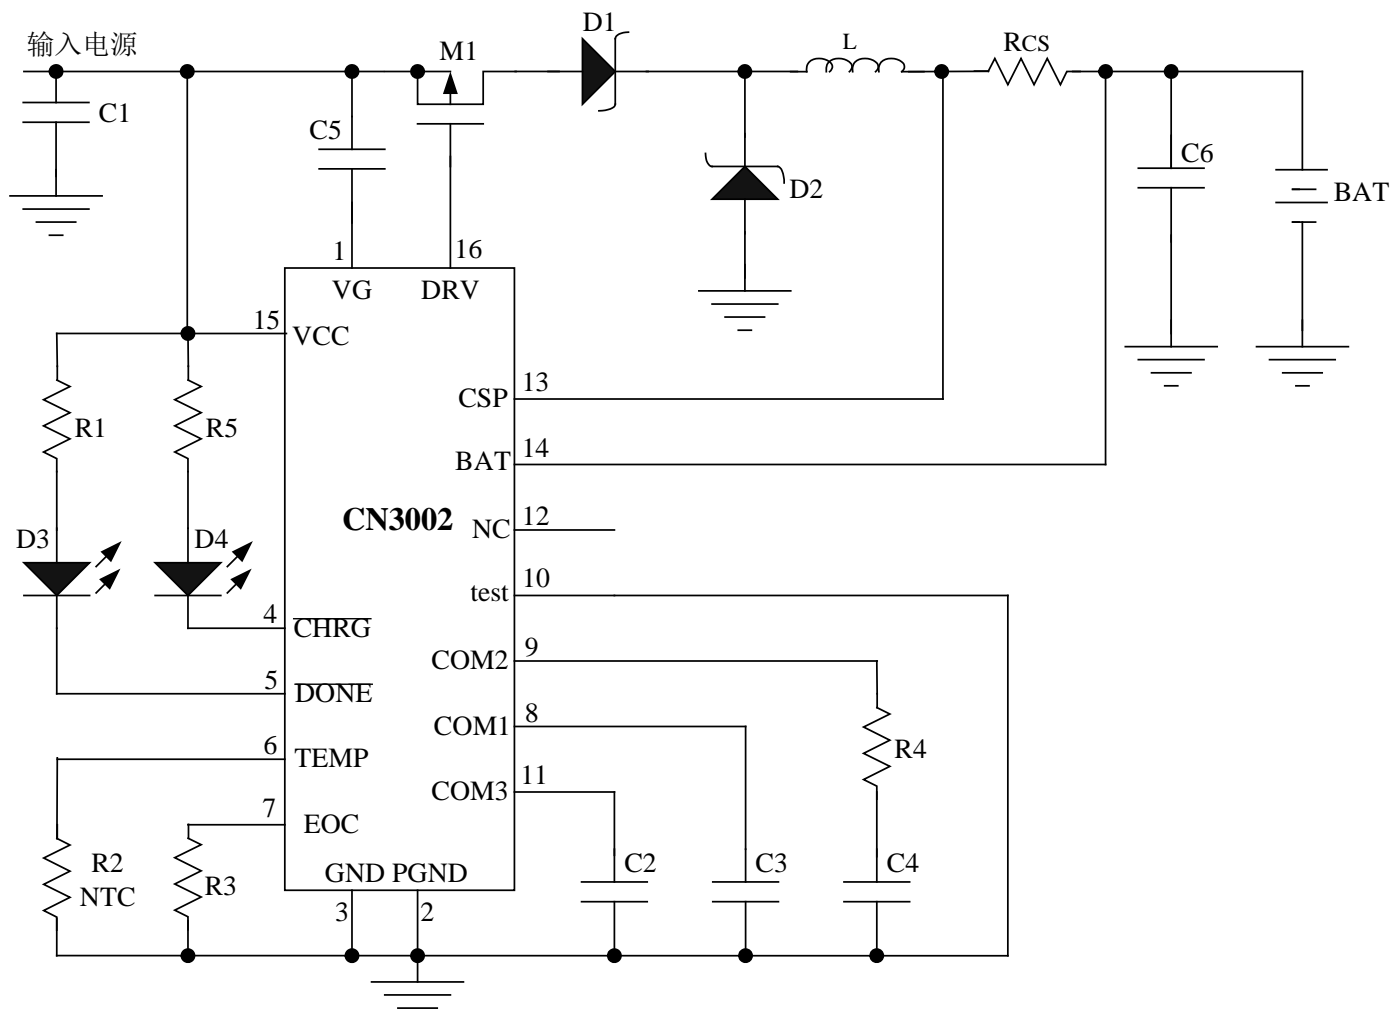 输入电源
M1
D1
L
RCS
C1
C5
C6
D2
BAT
1
16
VG
DRV
15
VCC
R1
R5
CSP
13
BAT
14
CN3002
NC
12
D3
D4
test
10
4
CHRG
COM2
9
5
DONE
COM1
8
R4
6
TEMP
COM3
11
7
EOC
R2
NTC
R3
GND
PGND
C2
C3
C4
3
2